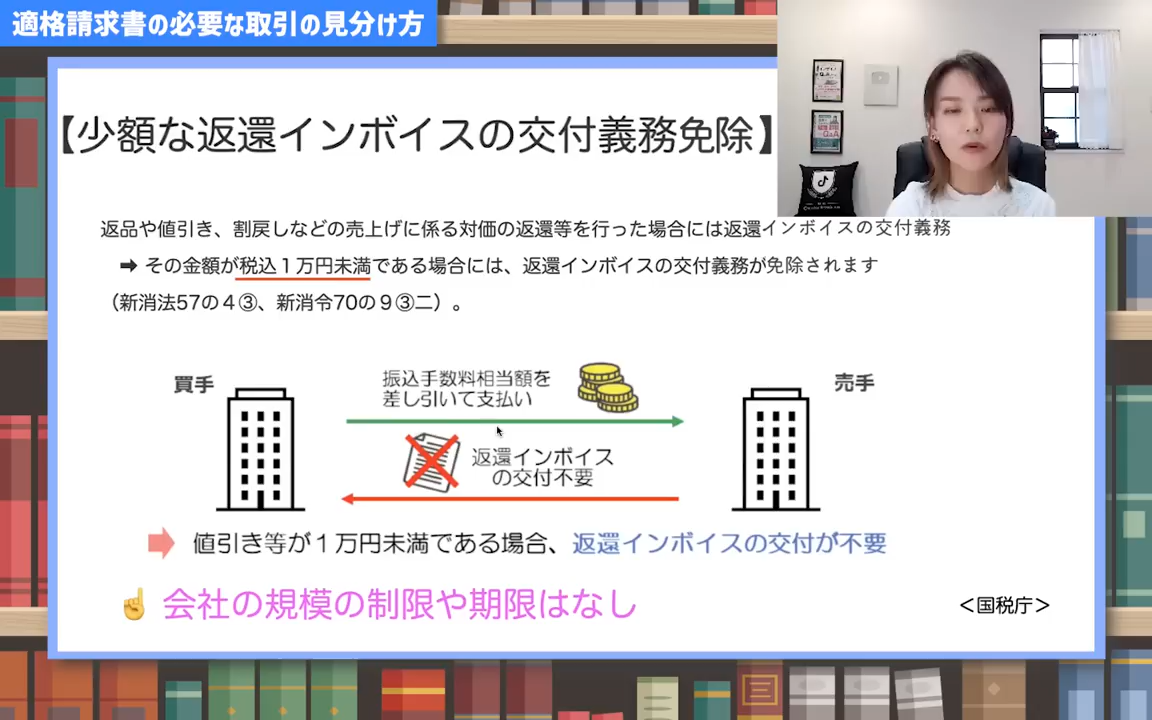 適格請求書の必要な取引の見分け方
【少額な返還インボイスの交付義務免除】
返品や値引き、割戻しなどの売上げに係る対価の返還等を行った場合には返還インボイスの交付義務
➡ その金額が税込１万円未満である場合には、返還インボイスの交付義務が免除されます
（新消法57の４③、新消令70の９③二）。
買手
振込手数料相当額を
差し引いて支払い
売手
返還インボイス
の交付不要
値引き等が１万円未満である場合、返還インボイスの交付が不要
☝ 会社の規模の制限や期限はなし
＜国税庁＞